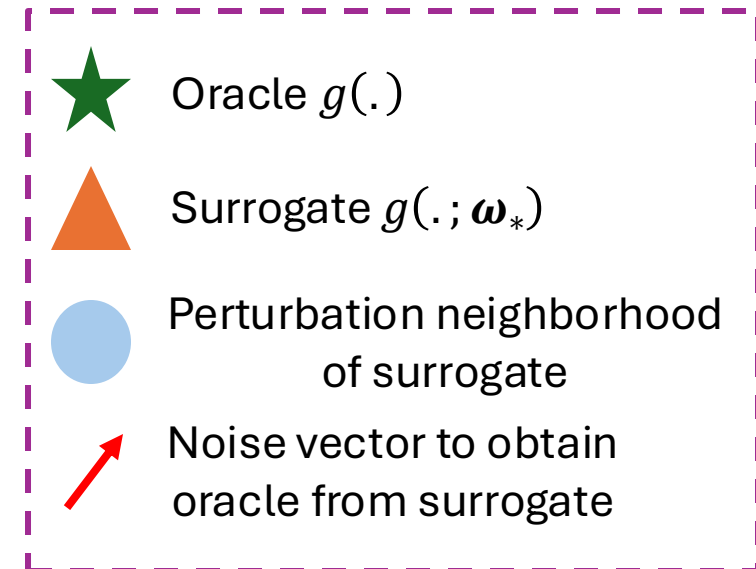 Oracle g(.)
Surrogate g(.; ω*)
Perturbation neighborhood
of surrogate
Noise vector to obtain
oracle from surrogate